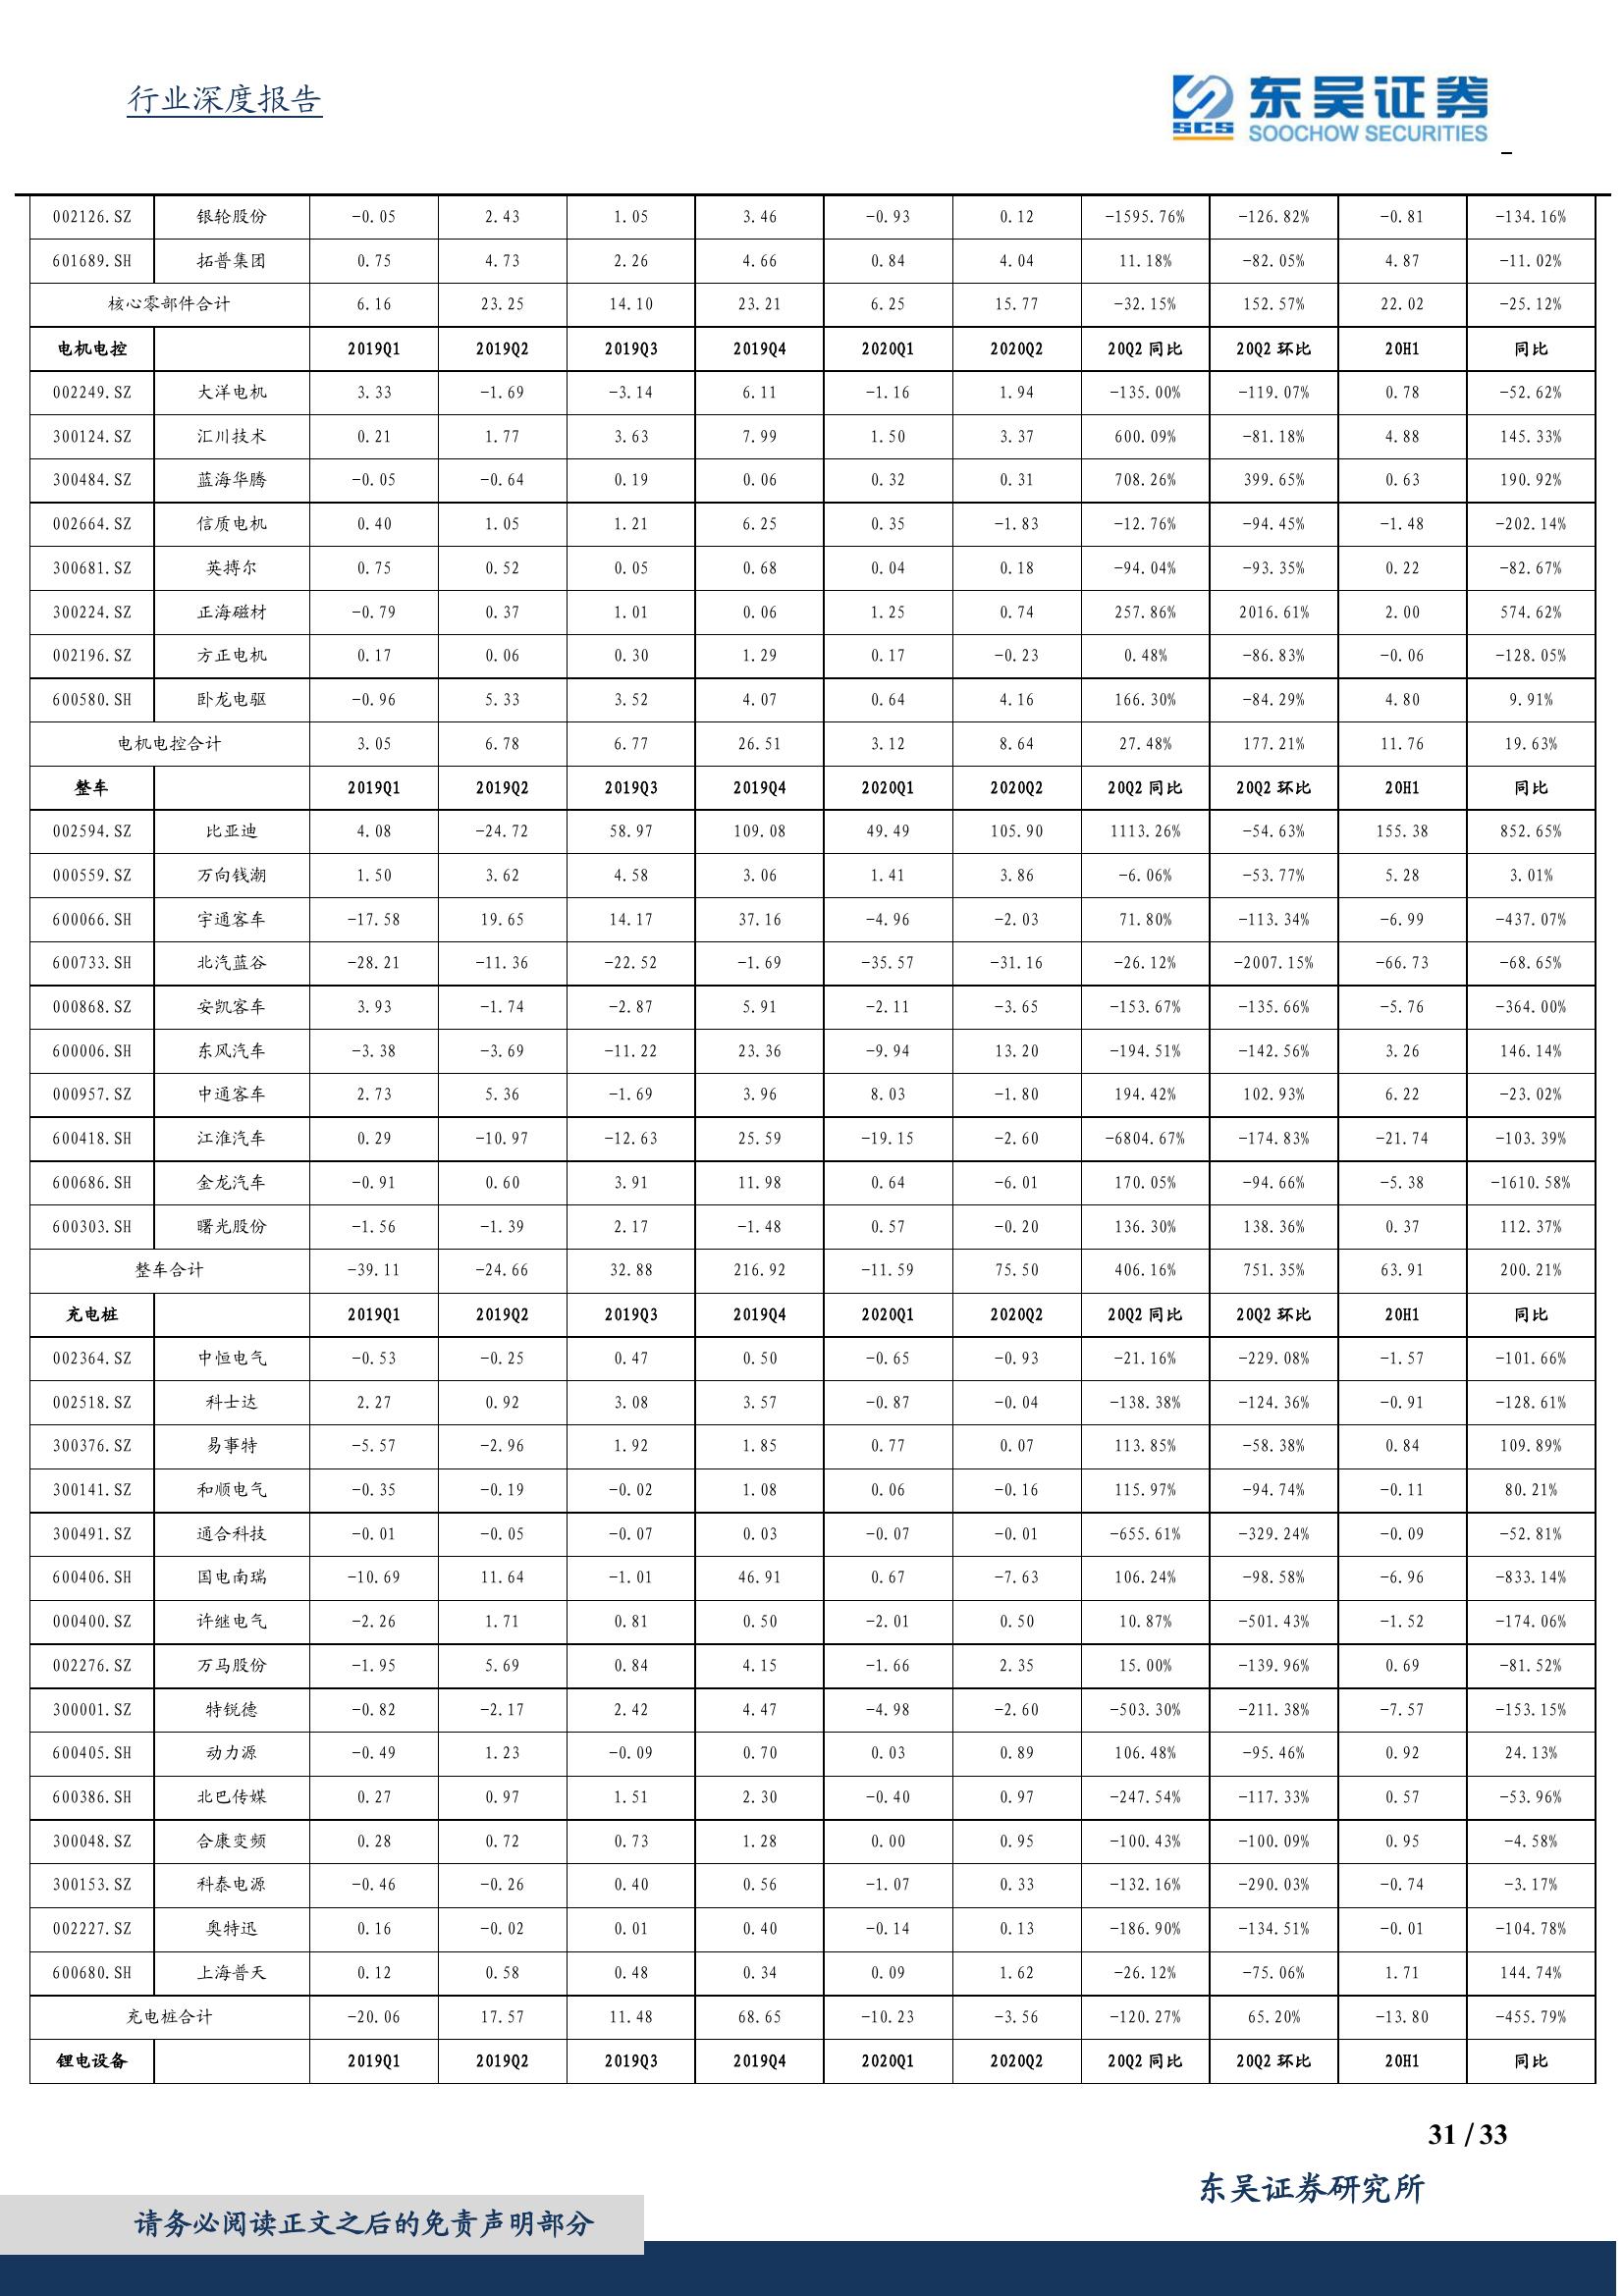 行业深度报告
东吴证券
SCS
SOOCHOW SECURITIES
002126.SZ 银轮股份 -0.05 2.43 1.05 3.46 -0.93 0.12 -1595.76% -126.82% -0.81 -134.16%
601689.SH 拓普集团 0.75 4.73 2.26 4.66 0.84 4.04 11.18% -82.05% 4.87 -11.02%
核心零部件合计 6.16 23.25 14.10 23.21 6.25 15.77 -32.15% 152.57% 22.02 -25.12%
电机电控 2019Q1 2019Q2 2019Q3 2019Q4 2020Q1 2020Q2 20Q2 同比 20Q2 环比 20H1 同比
002249.SZ 大洋电机 3.33 -1.69 -3.14 6.11 -1.16 1.94 -135.00% -119.07% 0.78 -52.62%
300124.SZ 汇川技术 0.21 1.77 3.63 7.99 1.50 3.37 600.09% -81.18% 4.88 145.33%
300484.SZ 蓝海华腾 -0.05 -0.64 0.19 0.06 0.32 0.31 708.26% 399.65% 0.63 190.92%
002664.SZ 信质电机 0.40 1.05 1.21 6.25 0.35 -1.83 -12.76% -94.45% -1.48 -202.14%
300681.SZ 英搏尔 0.75 0.52 0.05 0.68 0.04 0.18 -94.04% -93.35% 0.22 -82.67%
300224.SZ 正海磁材 -0.79 0.37 1.01 0.06 1.25 0.74 257.86% 2016.61% 2.00 574.62%
002196.SZ 方正电机 0.17 0.06 0.30 1.29 0.17 -0.23 0.48% -86.83% -0.06 -128.05%
600580.SH 卧龙电驱 -0.96 5.33 3.52 4.07 0.64 4.16 166.30% -84.29% 4.80 9.91%
电机电控合计 3.05 6.78 6.77 26.51 3.12 8.64 27.48% 177.21% 11.76 19.63%
整车 2019Q1 2019Q2 2019Q3 2019Q4 2020Q1 2020Q2 20Q2 同比 20Q2 环比 20H1 同比
002594.SZ 比亚迪 4.08 -24.72 58.97 109.08 49.49 105.90 1113.26% -54.63% 155.38 852.65%
000559.SZ 万向钱潮 1.50 3.62 4.58 3.06 1.41 3.86 -6.06% -53.77% 5.28 3.01%
600066.SH 宇通客车 -17.58 19.65 14.17 37.16 -4.96 -2.03 71.80% -113.34% -6.99 -437.07%
600733.SH 北汽蓝谷 -28.21 -11.36 -22.52 -1.69 -35.57 -31.16 -26.12% -2007.15% -66.73 -68.65%
000868.SZ 安凯客车 3.93 -1.74 -2.87 5.91 -2.11 -3.65 -153.67% -135.66% -5.76 -364.00%
600006.SH 东风汽车 -3.38 -3.69 -11.22 23.36 -9.94 13.20 -194.51% -142.56% 3.26 146.14%
000957.SZ 中通客车 2.73 5.36 -1.69 3.96 8.03 -1.80 194.42% 102.93% 6.22 -23.02%
600418.SH 江淮汽车 0.29 -10.97 -12.63 25.59 -19.15 -2.60 -6804.67% -174.83% -21.74 -103.39%
600686.SH 金龙汽车 -0.91 0.60 3.91 11.98 0.64 -6.01 170.05% -94.66% -5.38 -1610.58%
600303.SH 曙光股份 -1.56 -1.39 2.17 -1.48 0.57 -0.20 136.30% 138.36% 0.37 112.37%
整车合计 -39.11 -24.66 32.88 216.92 -11.59 75.50 406.16% 751.35% 63.91 200.21%
充电桩 2019Q1 2019Q2 2019Q3 2019Q4 2020Q1 2020Q2 20Q2 同比 20Q2 环比 20H1 同比
002364.SZ 中恒电气 -0.53 -0.25 0.47 0.50 -0.65 -0.93 -21.16% -229.08% -1.57 -101.66%
002518.SZ 科士达 2.27 0.92 3.08 3.57 -0.87 -0.04 -138.38% -124.36% -0.91 -128.61%
300376.SZ 易事特 -5.57 -2.96 1.92 1.85 0.77 0.07 113.85% -58.38% 0.84 109.89%
300141.SZ 和顺电气 -0.35 -0.19 -0.02 1.08 0.06 -0.16 115.97% -94.74% -0.11 80.21%
300491.SZ 通合科技 -0.01 -0.05 -0.07 0.03 -0.07 -0.01 -655.61% -329.24% -0.09 -52.81%
600406.SH 国电南瑞 -10.69 11.64 -1.01 46.91 0.67 -7.63 106.24% -98.58% -6.96 -833.14%
000400.SZ 许继电气 -2.26 1.71 0.81 0.50 -2.01 0.50 10.87% -501.43% -1.52 -174.06%
002276.SZ 万马股份 -1.95 5.69 0.84 4.15 -1.66 2.35 15.00% -139.96% 0.69 -81.52%
300001.SZ 特锐德 -0.82 -2.17 2.42 4.47 -4.98 -2.60 -503.30% -211.38% -7.57 -153.15%
600405.SH 动力源 -0.49 1.23 -0.09 0.70 0.03 0.89 106.48% -95.46% 0.92 24.13%
600386.SH 北巴传媒 0.27 0.97 1.51 2.30 -0.40 0.97 -247.54% -117.33% 0.57 -53.96%
300048.SZ 合康变频 0.28 0.72 0.73 1.28 0.00 0.95 -100.43% -100.09% 0.95 -4.58%
300153.SZ 科泰电源 -0.46 -0.26 0.40 0.56 -1.07 0.33 -132.16% -290.03% -0.74 -3.17%
002227.SZ 奥特迅 0.16 -0.02 0.01 0.40 -0.14 0.13 -186.90% -134.51% -0.01 -104.78%
600680.SH 上海普天 0.12 0.58 0.48 0.34 0.09 1.62 -26.12% -75.06% 1.71 144.74%
充电桩合计 -20.06 17.57 11.48 68.65 -10.23 -3.56 -120.27% 65.20% -13.80 -455.79%
锂电设备 2019Q1 2019Q2 2019Q3 2019Q4 2020Q1 2020Q2 20Q2 同比 20Q2 环比 20H1 同比
31 / 33
东吴证券研究所
请务必阅读正文之后的免责声明部分